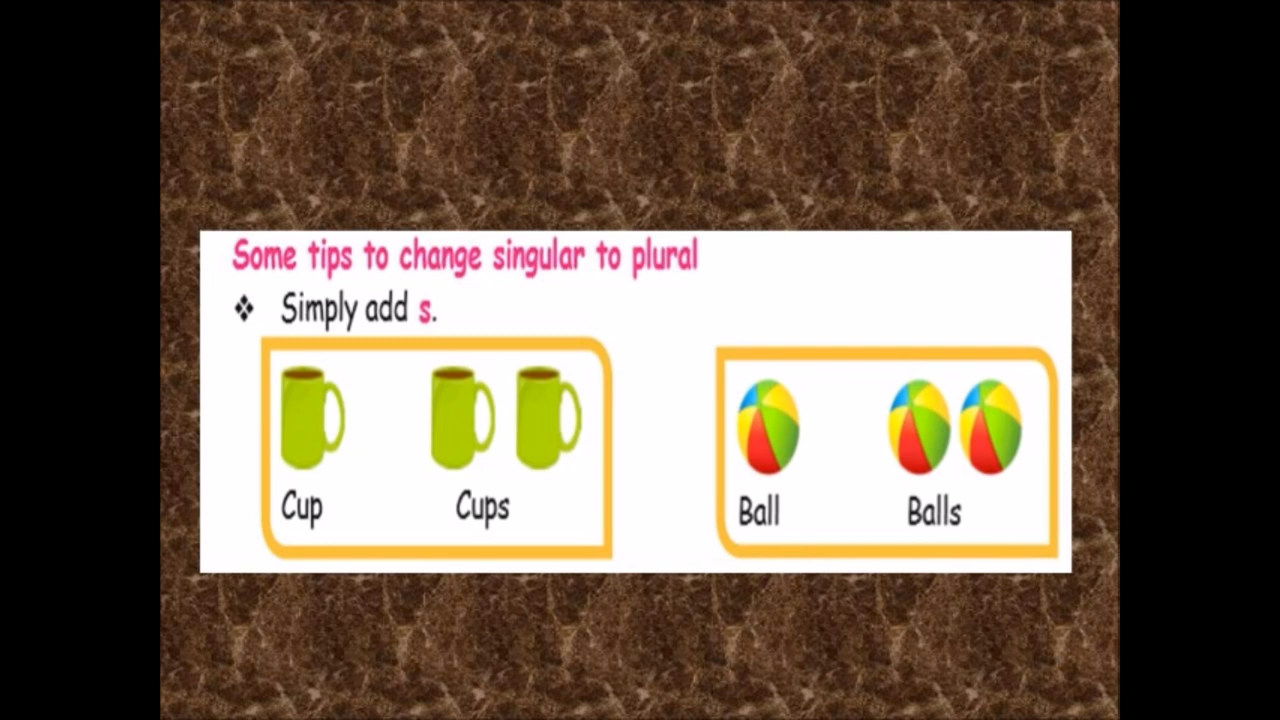 Some tips to change singular to plural
❖ Simply add s.
Cup Cups
Ball Balls